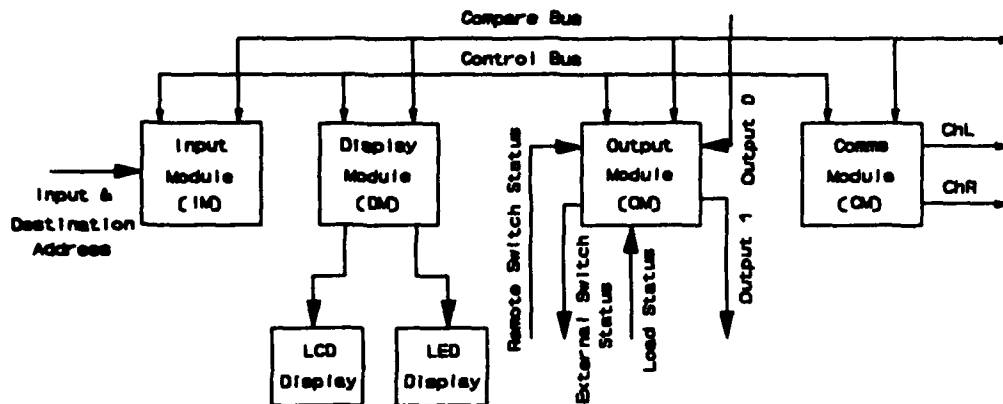 Compare Bus
Control Bus
Input
Module
(IM)
Display
Module
(DM)
Output
Module
(OM)
Comms
Module
(CM)
Input &
Destination
Address
Remote Switch Status
External Switch
Status
Load Status
Output 0
Output 1
ChL
ChR
LCD
Display
LED
Display